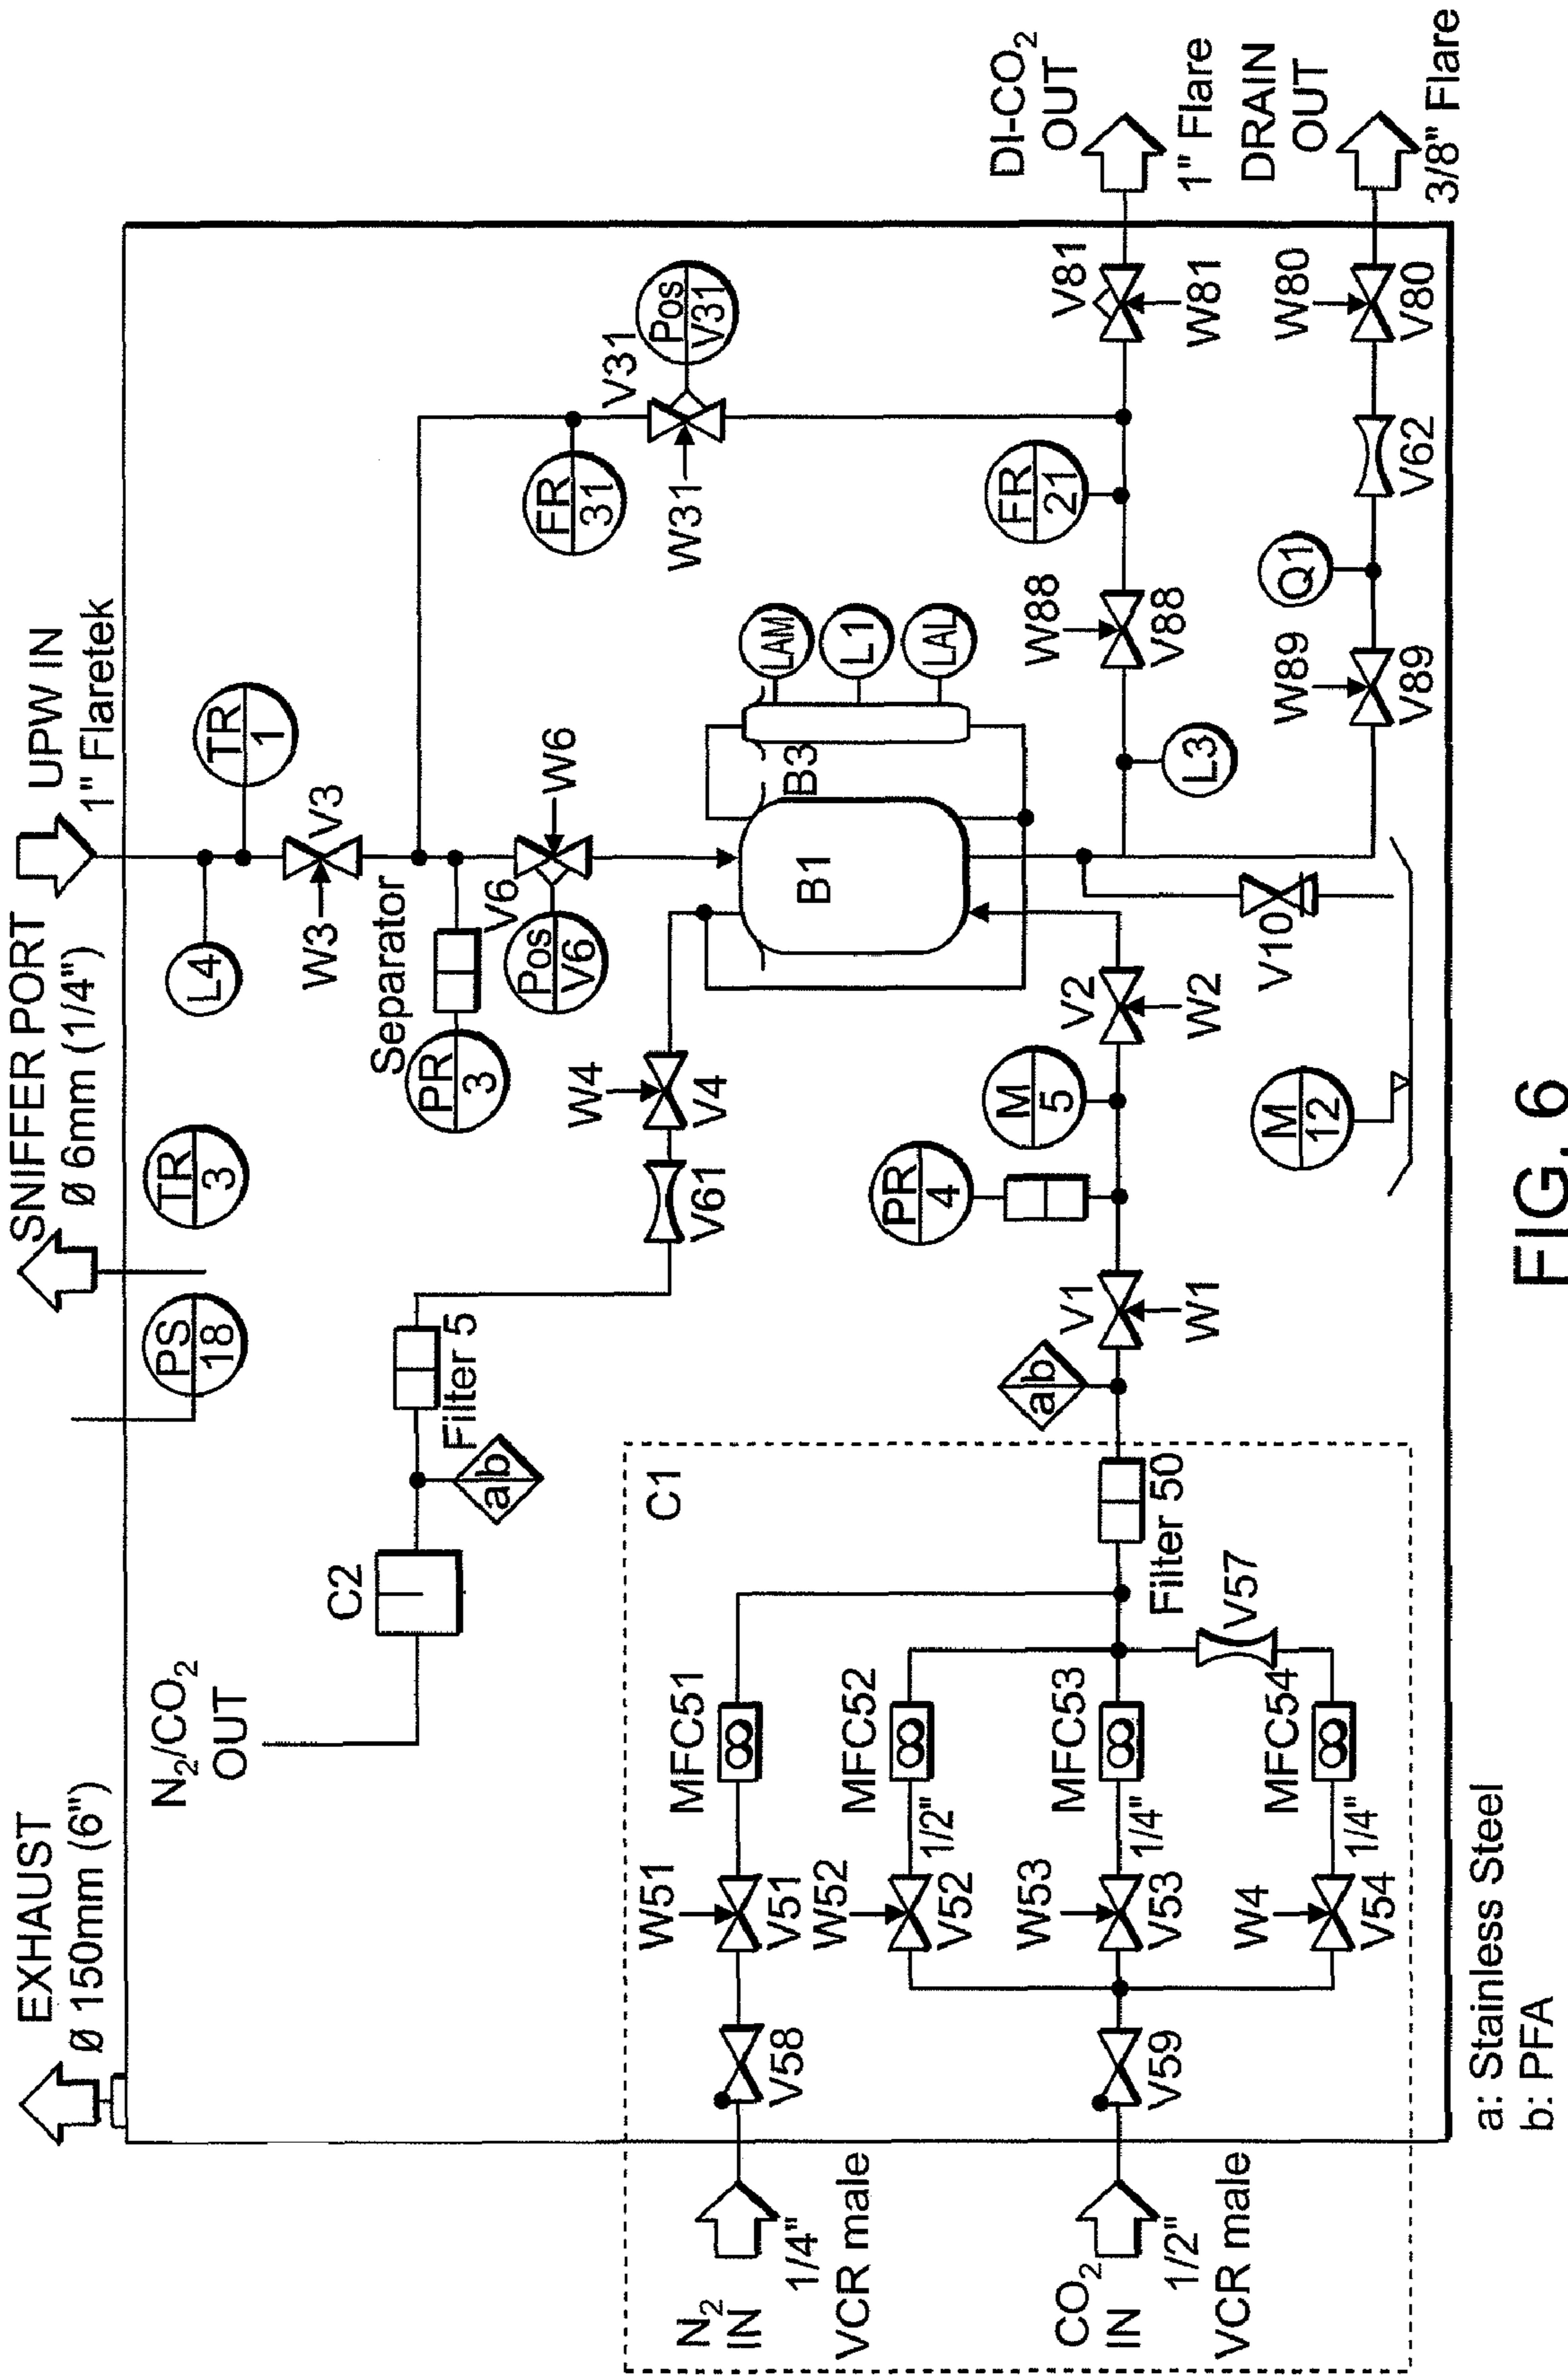 EXHAUST
Ø 150mm (6")
SNIFFER PORT
Ø 6mm (1/4")
UPW IN
1" Flaretek
N2/CO2
OUT
C2
PS
18
TR
3
L4
TR
1
W3
V3
Separator
PR
3
V6
Pos
V6
W6
Filter 5
ab
FR
31
V31
Pos
V31
W31
W4
V4
V61
B1
B3
LAM
L1
LAL
C1
N2
IN
1/4"
VCR male
V58
W51
V51
MFC51
W52
V52
1/2"
MFC52
CO2
IN
1/2"
VCR male
V59
W53
V53
1/4"
MFC53
W4
V54
1/4"
MFC54
V57
Filter 50
ab
V1
W1
PR
4
M
5
V2
W2
V10
M
12
L3
W88
V88
FR
21
V81
W81
DI-CO2
OUT
1" Flare
W89
V89
Q1
V62
W80
V80
DRAIN
OUT
3/8" Flare
a: Stainless Steel
b: PFA
FIG. 6